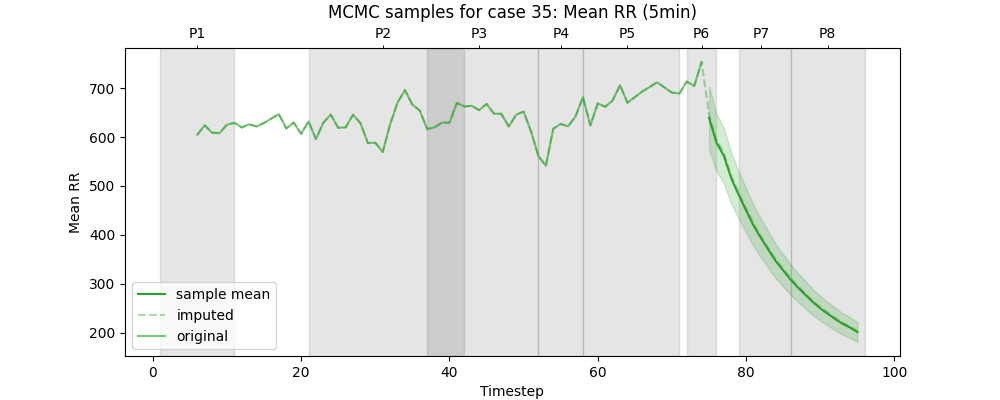 MCMC samples for case 35: Mean RR (5min)
P1 P2 P3 P4 P5 P6 P7 P8
Mean RR
700
600
500
400
300
200
sample mean
imputed
original
0 20 40 60 80 100
Timestep